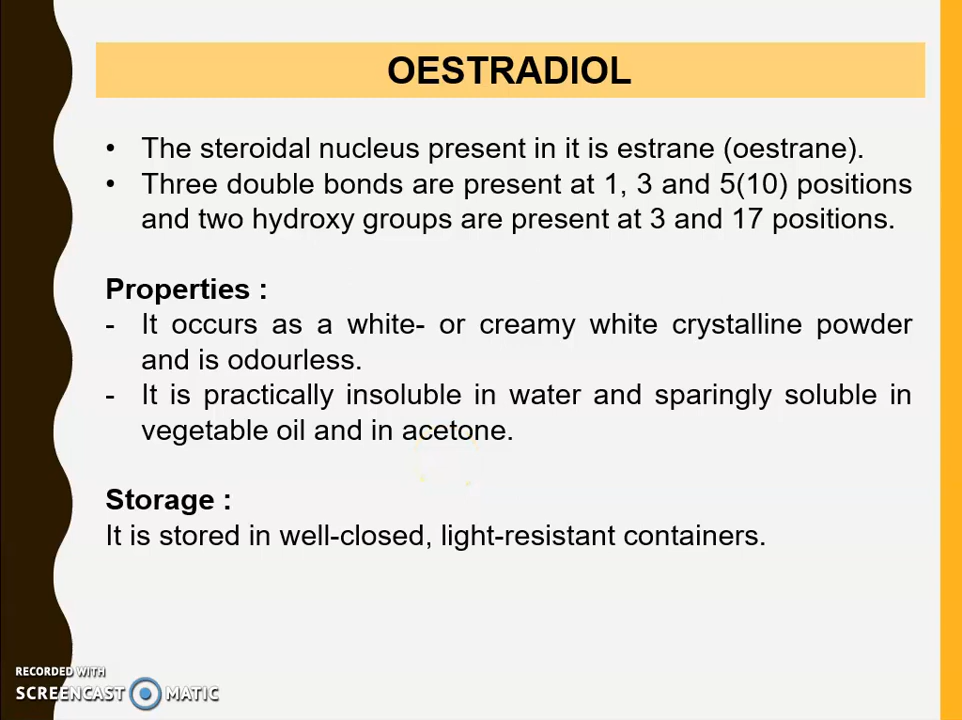 OESTRADIOL
• The steroidal nucleus present in it is estrane (oestrane).
• Three double bonds are present at 1, 3 and 5(10) positions
and two hydroxy groups are present at 3 and 17 positions.
Properties :
- It occurs as a white- or creamy white crystalline powder
and is odourless.
- It is practically insoluble in water and sparingly soluble in
vegetable oil and in acetone.
Storage :
It is stored in well-closed, light-resistant containers.
RECORDED WITH
SCREENCAST MATIC